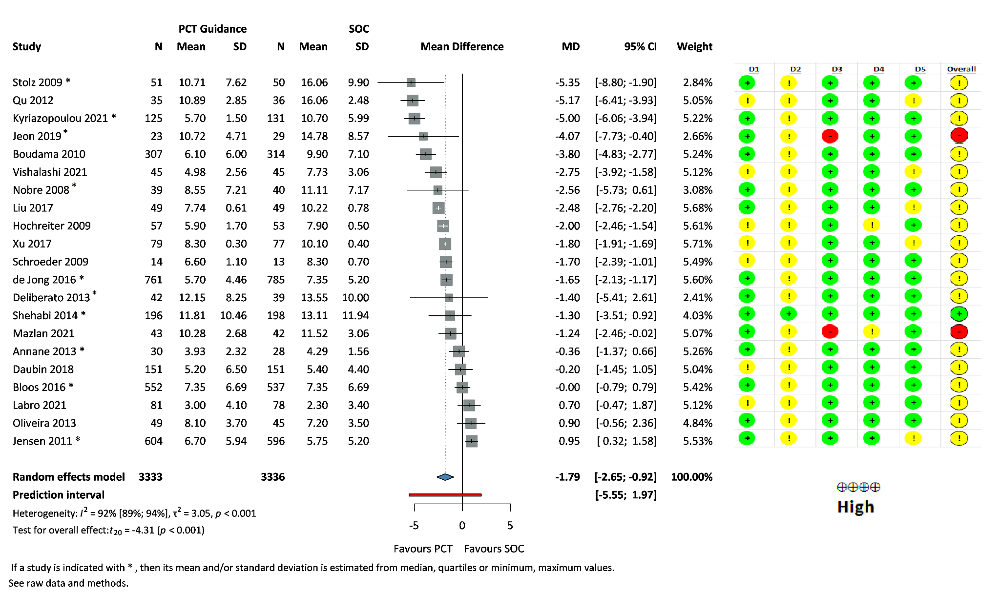 PCT Guidance SOC
Study N Mean SD N Mean SD Mean Difference MD 95% CI Weight
D1 D2 D3 D4 D5 Overall
Stolz 2009 * 51 10.71 7.62 50 16.06 9.90 -5.35 [-8.80; -1.90] 2.84% + ! + + + !
Qu 2012 35 10.89 2.85 36 16.06 2.48 -5.17 [-6.41; -3.93] 5.05% ! ! + + ! !
Kyriazopoulou 2021 * 125 5.70 1.50 131 10.70 5.99 -5.00 [-6.06; -3.94] 5.22% + ! + + + !
Jeon 2019 * 23 10.72 4.71 29 14.78 8.57 -4.07 [-7.73; -0.40] 2.66% + ! - + + -
Boudama 2010 307 6.10 6.00 314 9.90 7.10 -3.80 [-4.83; -2.77] 5.24% + ! + + + !
Vishalashi 2021 45 4.98 2.56 45 7.73 3.06 -2.75 [-3.92; -1.58] 5.12% ! ! + + ! !
Nobre 2008 * 39 8.55 7.21 40 11.11 7.17 -2.56 [-5.73; 0.61] 3.08% + ! + + + !
Liu 2017 49 7.74 0.61 49 10.22 0.78 -2.48 [-2.76; -2.20] 5.68% + ! + + ! !
Hochreiter 2009 57 5.90 1.70 53 7.90 0.50 -2.00 [-2.46; -1.54] 5.61% ! ! + ! + !
Xu 2017 79 8.30 0.30 77 10.10 0.40 -1.80 [-1.91; -1.69] 5.71% ! ! + + ! !
Schroeder 2009 14 6.60 1.10 13 8.30 0.70 -1.70 [-2.39; -1.01] 5.49% ! ! + + + !
de Jong 2016 * 761 5.70 4.46 785 7.35 5.20 -1.65 [-2.13; -1.17] 5.60% + ! + + + !
Deliberato 2013 * 42 12.15 8.25 39 13.55 10.00 -1.40 [-5.41; 2.61] 2.41% + ! + + + !
Shehabi 2014 * 196 11.81 10.46 198 13.11 11.94 -1.30 [-3.51; 0.92] 4.03% + + + + + +
Mazlan 2021 43 10.28 2.68 42 11.52 3.06 -1.24 [-2.46; -0.02] 5.07% + ! - ! + -
Annane 2013 * 30 3.93 2.32 28 4.29 1.56 -0.36 [-1.37; 0.66] 5.26% + ! + + + !
Daubin 2018 151 5.20 6.50 151 5.40 4.40 -0.20 [-1.45; 1.05] 5.04% ! ! + + + !
Bloos 2016 * 552 7.35 6.69 537 7.35 6.69 -0.00 [-0.79; 0.79] 5.42% + ! + + + !
Labro 2021 81 3.00 4.10 78 2.30 3.40 0.70 [-0.47; 1.87] 5.12% ! ! + + + !
Oliveira 2013 49 8.10 3.70 45 7.20 3.50 0.90 [-0.56; 2.36] 4.84% + ! + + + !
Jensen 2011 * 604 6.70 5.94 596 5.75 5.20 0.95 [ 0.32; 1.58] 5.53% + ! + + ! !
Random effects model 3333 3336 -1.79 [-2.65; -0.92] 100.00%
⊕⊕⊕⊕
Prediction interval [-5.55; 1.97]
High
Heterogeneity: I² = 92% [89%; 94%], τ² = 3.05, p < 0.001
-5 0 5
Test for overall effect:t₂₀ = -4.31 (p < 0.001)
Favours PCT Favours SOC
If a study is indicated with * , then its mean and/or standard deviation is estimated from median, quartiles or minimum, maximum values.
See raw data and methods.